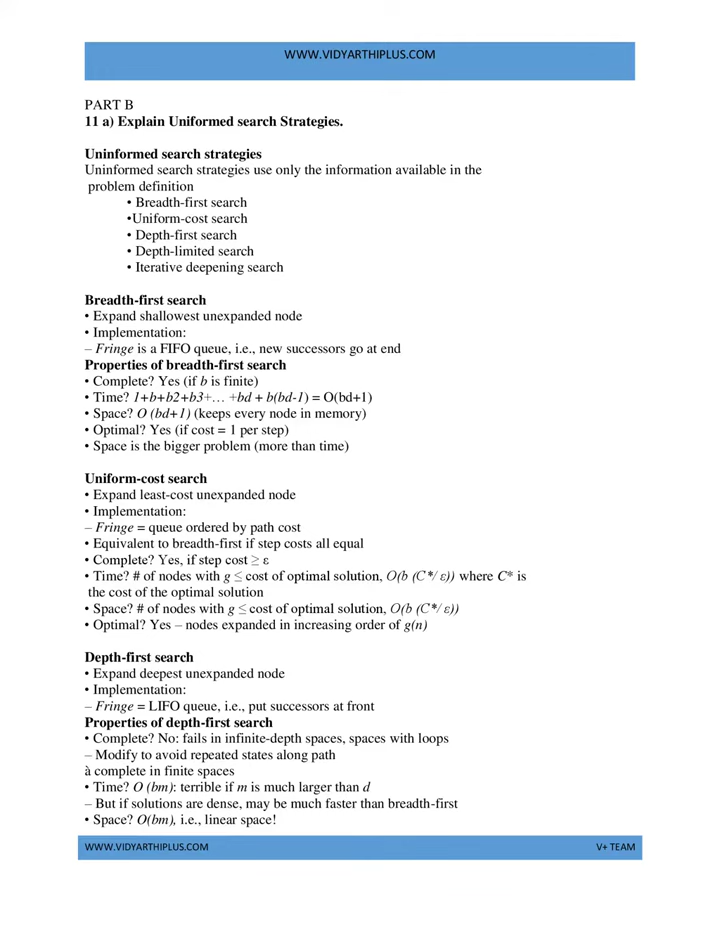 WWW.VIDYARTHIPLUS.COM
PART B
11 a) Explain Uniformed search Strategies.
Uninformed search strategies
Uninformed search strategies use only the information available in the
problem definition
• Breadth-first search
•Uniform-cost search
• Depth-first search
• Depth-limited search
• Iterative deepening search
Breadth-first search
• Expand shallowest unexpanded node
• Implementation:
– Fringe is a FIFO queue, i.e., new successors go at end
Properties of breadth-first search
• Complete? Yes (if b is finite)
• Time? 1+b+b2+b3+… +bd + b(bd-1) = O(bd+1)
• Space? O (bd+1) (keeps every node in memory)
• Optimal? Yes (if cost = 1 per step)
• Space is the bigger problem (more than time)
Uniform-cost search
• Expand least-cost unexpanded node
• Implementation:
– Fringe = queue ordered by path cost
• Equivalent to breadth-first if step costs all equal
• Complete? Yes, if step cost ≥ ε
• Time? # of nodes with g ≤ cost of optimal solution, O(b (C*/ ε)) where C* is
the cost of the optimal solution
• Space? # of nodes with g ≤ cost of optimal solution, O(b (C*/ ε))
• Optimal? Yes – nodes expanded in increasing order of g(n)
Depth-first search
• Expand deepest unexpanded node
• Implementation:
– Fringe = LIFO queue, i.e., put successors at front
Properties of depth-first search
• Complete? No: fails in infinite-depth spaces, spaces with loops
– Modify to avoid repeated states along path
à complete in finite spaces
• Time? O (bm): terrible if m is much larger than d
– But if solutions are dense, may be much faster than breadth-first
• Space? O(bm), i.e., linear space!
WWW.VIDYARTHIPLUS.COM V+ TEAM